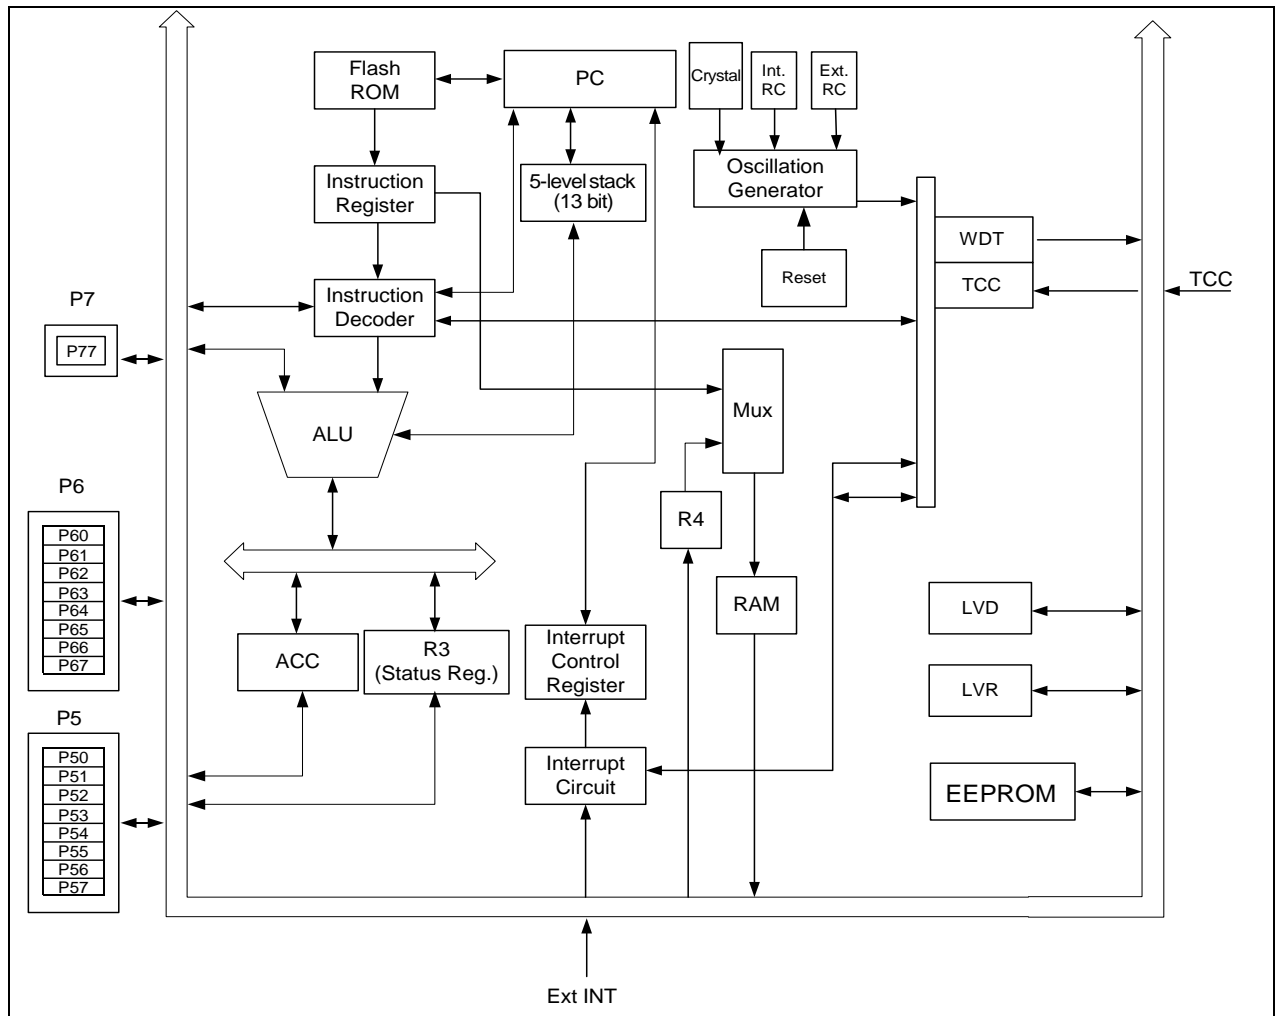 Flash
ROM
PC
Crystal
Int.
RC
Ext.
RC
Oscillation
Generator
Instruction
Register
5-level stack
(13 bit)
WDT
TCC
TCC
Reset
Instruction
Decoder
P7
P77
Mux
ALU
R4
P6
P60
P61
P62
P63
P64
P65
P66
P67
RAM
LVD
ACC
R3
(Status Reg.)
Interrupt
Control
Register
LVR
P5
P50
P51
P52
P53
P54
P55
P56
P57
Interrupt
Circuit
EEPROM
Ext INT